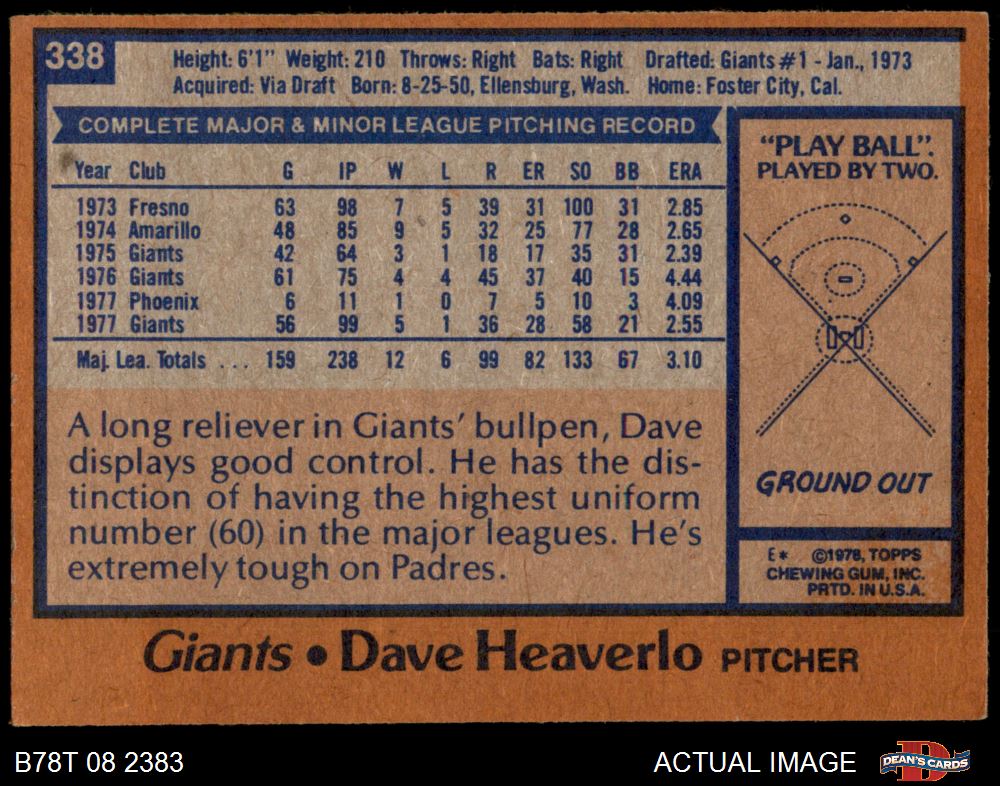 338
Height: 6'1" Weight: 210 Throws: Right Bats: Right Drafted: Giants #1 - Jan., 1973
Acquired: Via Draft Born: 8-25-50, Ellensburg, Wash. Home: Foster City, Cal.
COMPLETE MAJOR & MINOR LEAGUE PITCHING RECORD
Year Club G IP W L R ER SO BB ERA
1973 Fresno 63 98 7 5 39 31 100 31 2.85
1974 Amarillo 48 85 9 5 32 25 77 28 2.65
1975 Giants 42 64 3 1 18 17 35 31 2.39
1976 Giants 61 75 4 4 45 37 40 15 4.44
1977 Phoenix 6 11 1 0 7 5 10 3 4.09
1977 Giants 56 99 5 1 36 28 58 21 2.55
Maj. Lea. Totals ... 159 238 12 6 99 82 133 67 3.10
A long reliever in Giants' bullpen, Dave
displays good control. He has the dis-
tinction of having the highest uniform
number (60) in the major leagues. He's
extremely tough on Padres.
"PLAY BALL".
PLAYED BY TWO.
GROUND OUT
E* ©1978, TOPPS
CHEWING GUM, INC.
PRTD. IN U.S.A.
Giants • Dave Heaverlo PITCHER
B78T 08 2383
ACTUAL IMAGE
D
DEAN'S CARDS